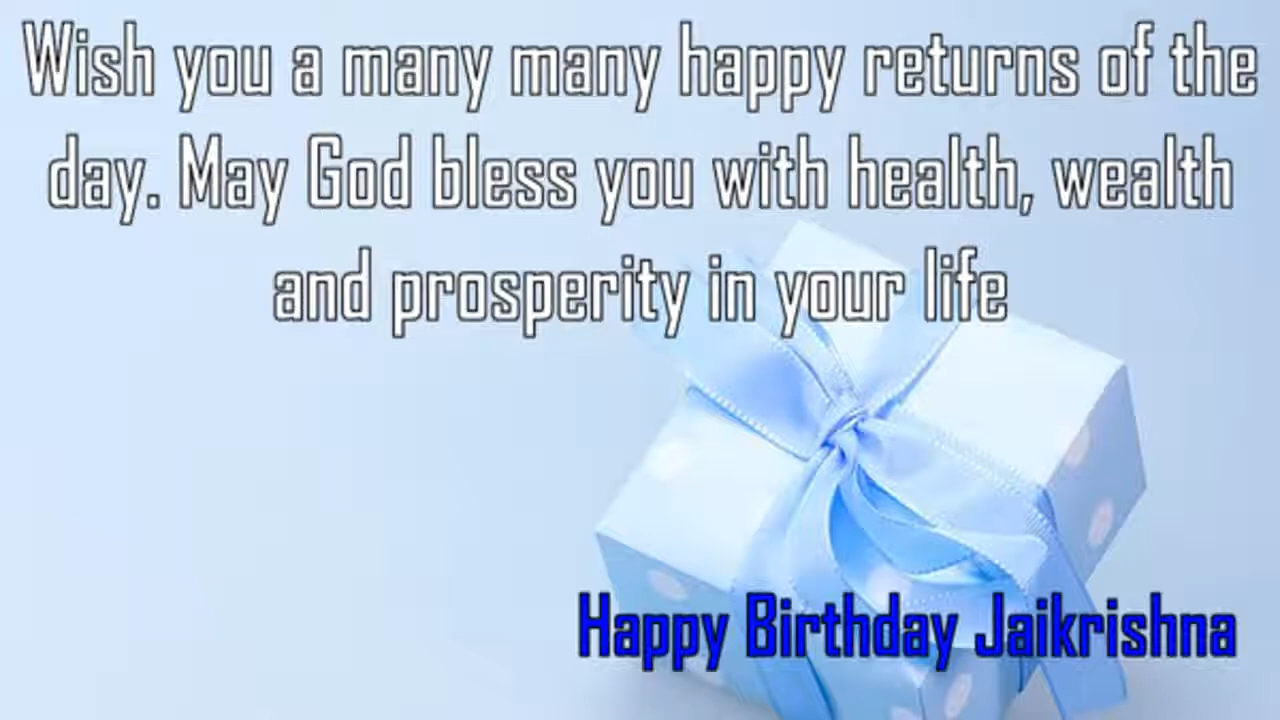 Wish you a many many happy returns of the
day. May God bless you with health, wealth
and prosperity in your life
Happy Birthday Jaikrishna